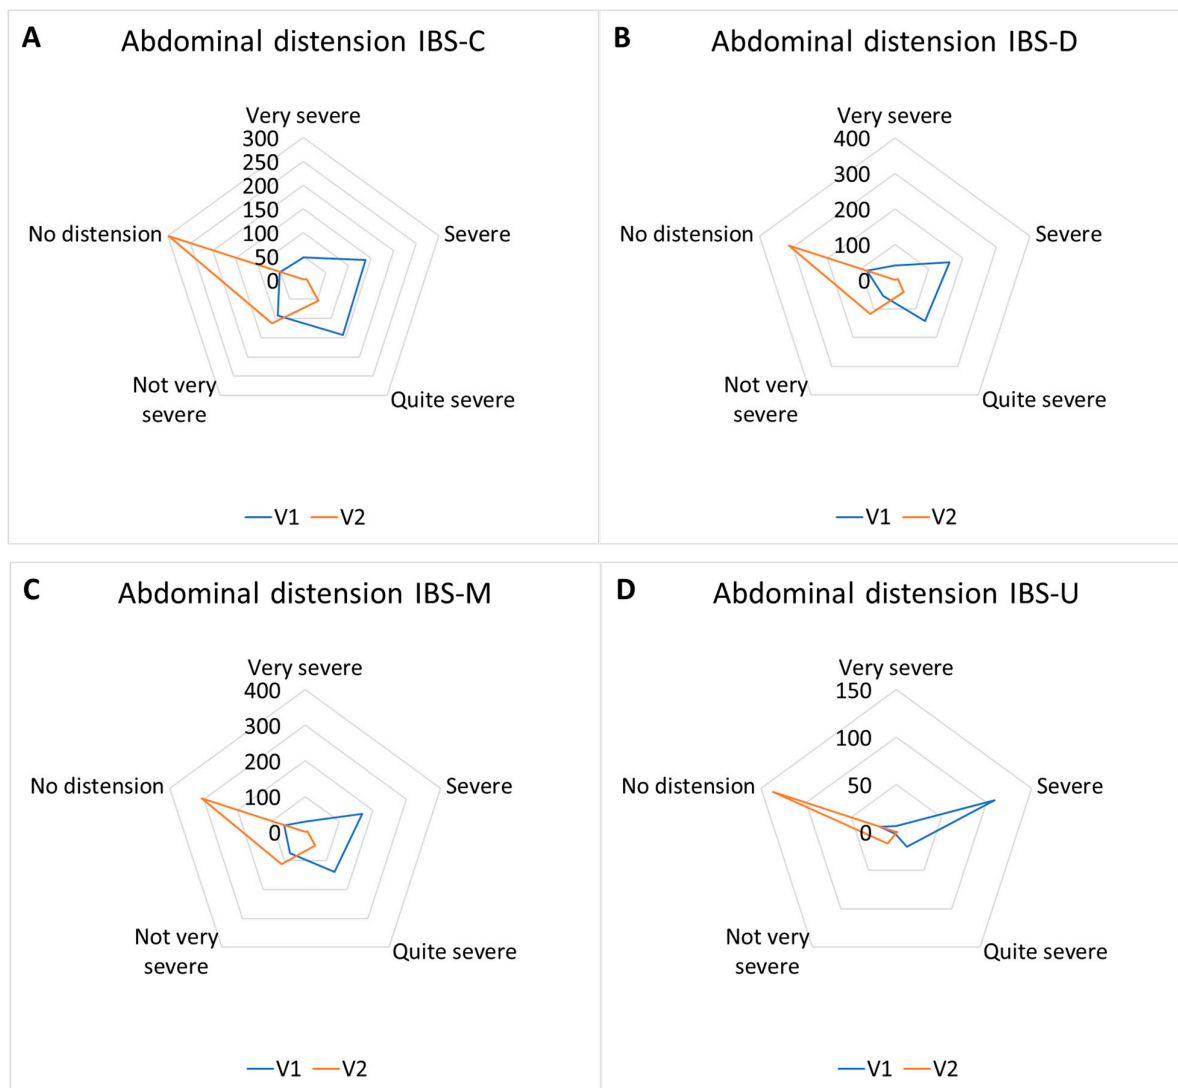 A
Abdominal distension IBS-C
Very severe
300
250
200
150
100
50
0
No distension
Severe
Not very
severe
Quite severe
V1 V2
B
Abdominal distension IBS-D
Very severe
400
300
200
100
0
No distension
Severe
Not very
severe
Quite severe
V1 V2
C
Abdominal distension IBS-M
Very severe
400
300
200
100
0
No distension
Severe
Not very
severe
Quite severe
V1 V2
D
Abdominal distension IBS-U
Very severe
150
100
50
0
No distension
Severe
Not very
severe
Quite severe
V1 V2